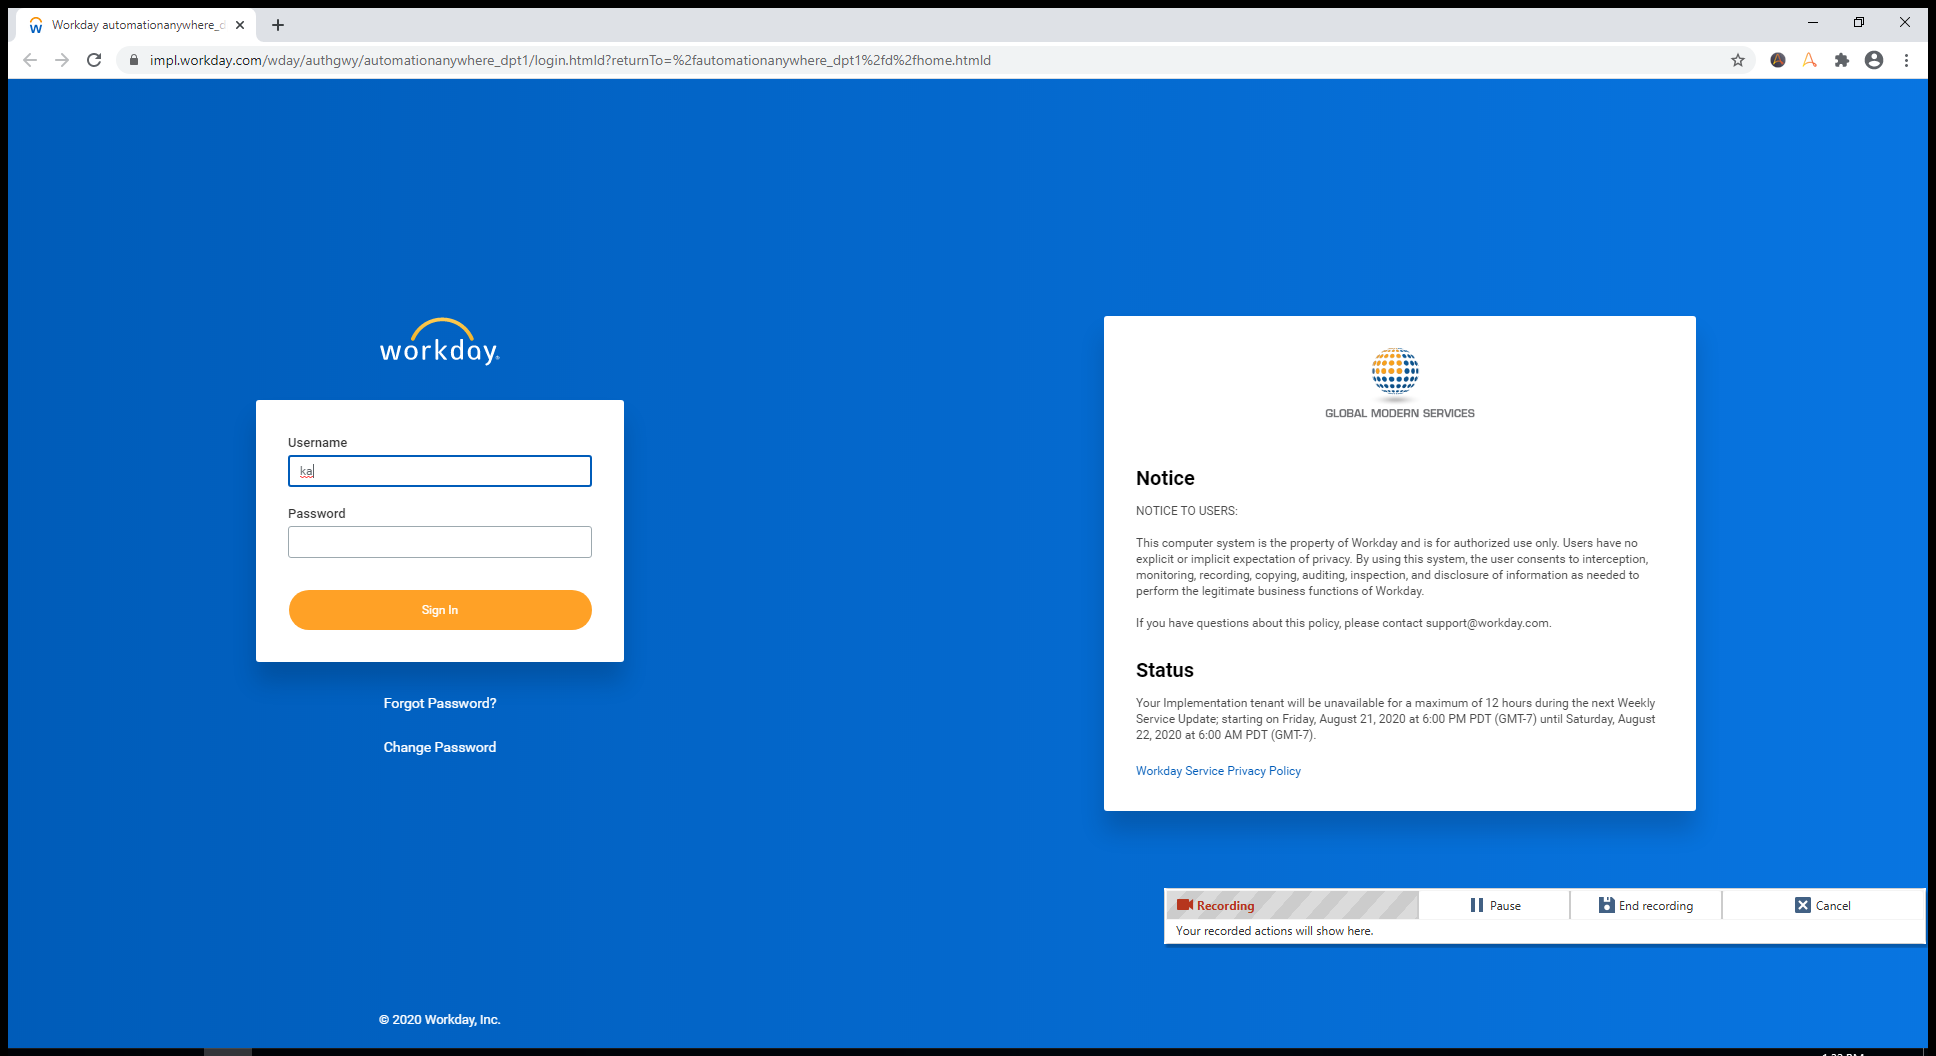 Workday automationanywhere_d
impl.workday.com/wday/authgwy/automationanywhere_dpt1/login.htmld?returnTo=%2fautomationanywhere_dpt1%2fd%2fhome.htmld
workday.
Username
ka
Password
Sign In
Forgot Password?
Change Password
© 2020 Workday, Inc.
GLOBAL MODERN SERVICES
Notice
NOTICE TO USERS:
This computer system is the property of Workday and is for authorized use only. Users have no
explicit or implicit expectation of privacy. By using this system, the user consents to interception,
monitoring, recording, copying, auditing, inspection, and disclosure of information as needed to
perform the legitimate business functions of Workday.
If you have questions about this policy, please contact support@workday.com.
Status
Your Implementation tenant will be unavailable for a maximum of 12 hours during the next Weekly
Service Update; starting on Friday, August 21, 2020 at 6:00 PM PDT (GMT-7) until Saturday, August
22, 2020 at 6:00 AM PDT (GMT-7).
Workday Service Privacy Policy
Recording
Pause
End recording
Cancel
Your recorded actions will show here.